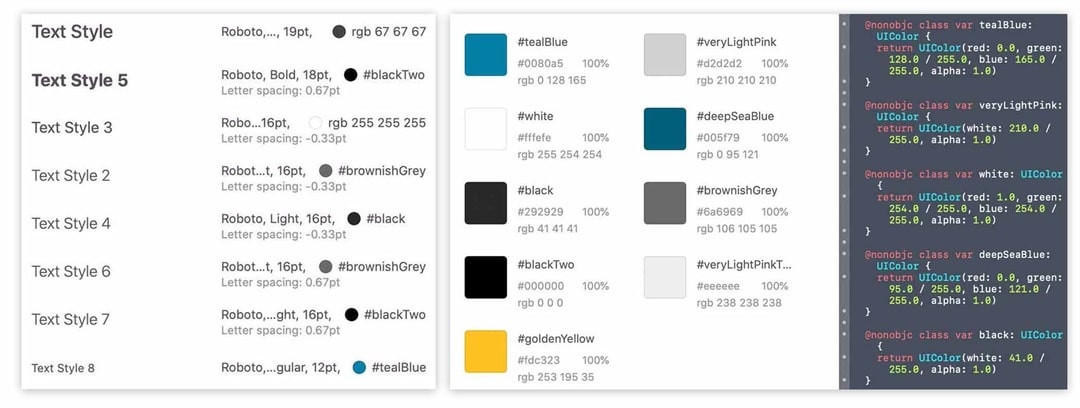 Text Style
Roboto,..., 19pt, rgb 67 67 67
Text Style 5
Roboto, Bold, 18pt, #blackTwo
Letter spacing: 0.67pt
Text Style 3
Robo...16pt, rgb 255 255 255
Letter spacing: -0.33pt
Text Style 2
Robot...t, 16pt, #brownishGrey
Letter spacing: -0.33pt
Text Style 4
Roboto, Light, 16pt, #black
Letter spacing: -0.33pt
Text Style 6
Robot...t, 16pt, #brownishGrey
Letter spacing: 0.67pt
Text Style 7
Roboto,...ght, 16pt, #blackTwo
Letter spacing: 0.67pt
Text Style 8
Roboto,...gular, 12pt, #tealBlue
#tealBlue
#0080a5 100%
rgb 0 128 165
#veryLightPink
#d2d2d2 100%
rgb 210 210 210
#white
#fffefe 100%
rgb 255 254 254
#deepSeaBlue
#005f79 100%
rgb 0 95 121
#black
#292929 100%
rgb 41 41 41
#brownishGrey
#6a6969 100%
rgb 106 105 105
#blackTwo
#000000 100%
rgb 0 0 0
#veryLightPinkT...
#eeeeee 100%
rgb 238 238 238
#goldenYellow
#fdc323 100%
rgb 253 195 35
@nonobjc class var tealBlue:
UIColor {
return UIColor(red: 0.0, green:
128.0 / 255.0, blue: 165.0 /
255.0, alpha: 1.0)
}
@nonobjc class var veryLightPink:
UIColor {
return UIColor(white: 210.0 /
255.0, alpha: 1.0)
}
@nonobjc class var white: UIColor
{
return UIColor(red: 1.0, green:
254.0 / 255.0, blue: 254.0 /
255.0, alpha: 1.0)
}
@nonobjc class var deepSeaBlue:
UIColor {
return UIColor(red: 0.0, green:
95.0 / 255.0, blue: 121.0 /
255.0, alpha: 1.0)
}
@nonobjc class var black: UIColor
{
return UIColor(white: 41.0 /
255.0, alpha: 1.0)
}